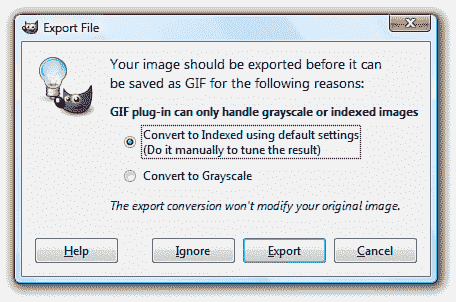 Export File
Your image should be exported before it can
be saved as GIF for the following reasons:
GIF plug-in can only handle grayscale or indexed images
Convert to Indexed using default settings
(Do it manually to tune the result)
Convert to Grayscale
The export conversion won't modify your original image.
Help Ignore Export Cancel